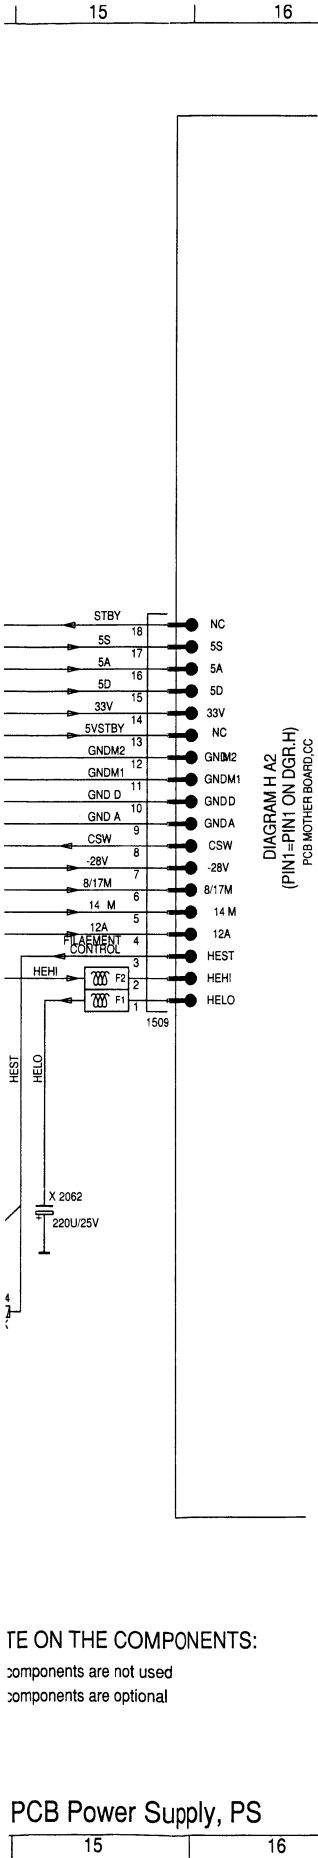 15 16
STBY 18 NC
5S 17 5S
5A 16 5A
5D 15 5D
33V 14 33V
5VSTBY 13 NC
GNDM2 12 GNDM2
GNDM1 11 GNDM1
GND D 10 GND D
GND A 9 GND A
CSW 8 CSW
-28V 7 -28V
8/17M 6 8/17M
14 M 5 14 M
12A 4 12A
FILAEMENT
CONTROL 3 HEST
HEHI F2 2 HEHI
F1 1 HELO
1509
DIAGRAM H A2
(PIN1=PIN1 ON DGR.H)
PCB MOTHER BOARD,CC
HEST
HELO
X 2062
+
220U/25V
4
TE ON THE COMPONENTS:
components are not used
components are optional
PCB Power Supply, PS
15 16